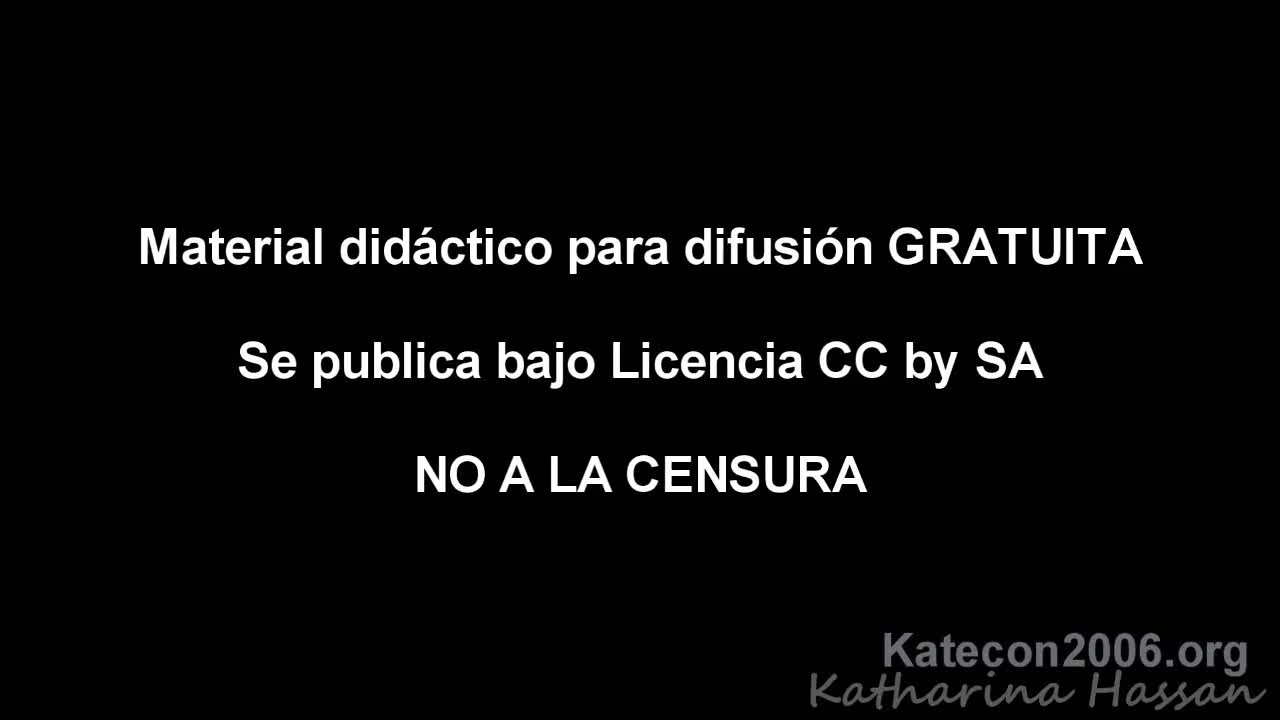 Material didáctico para difusión GRATUITA
Se publica bajo Licencia CC by SA
NO A LA CENSURA
Katecon2006.org
Katharina Hassan